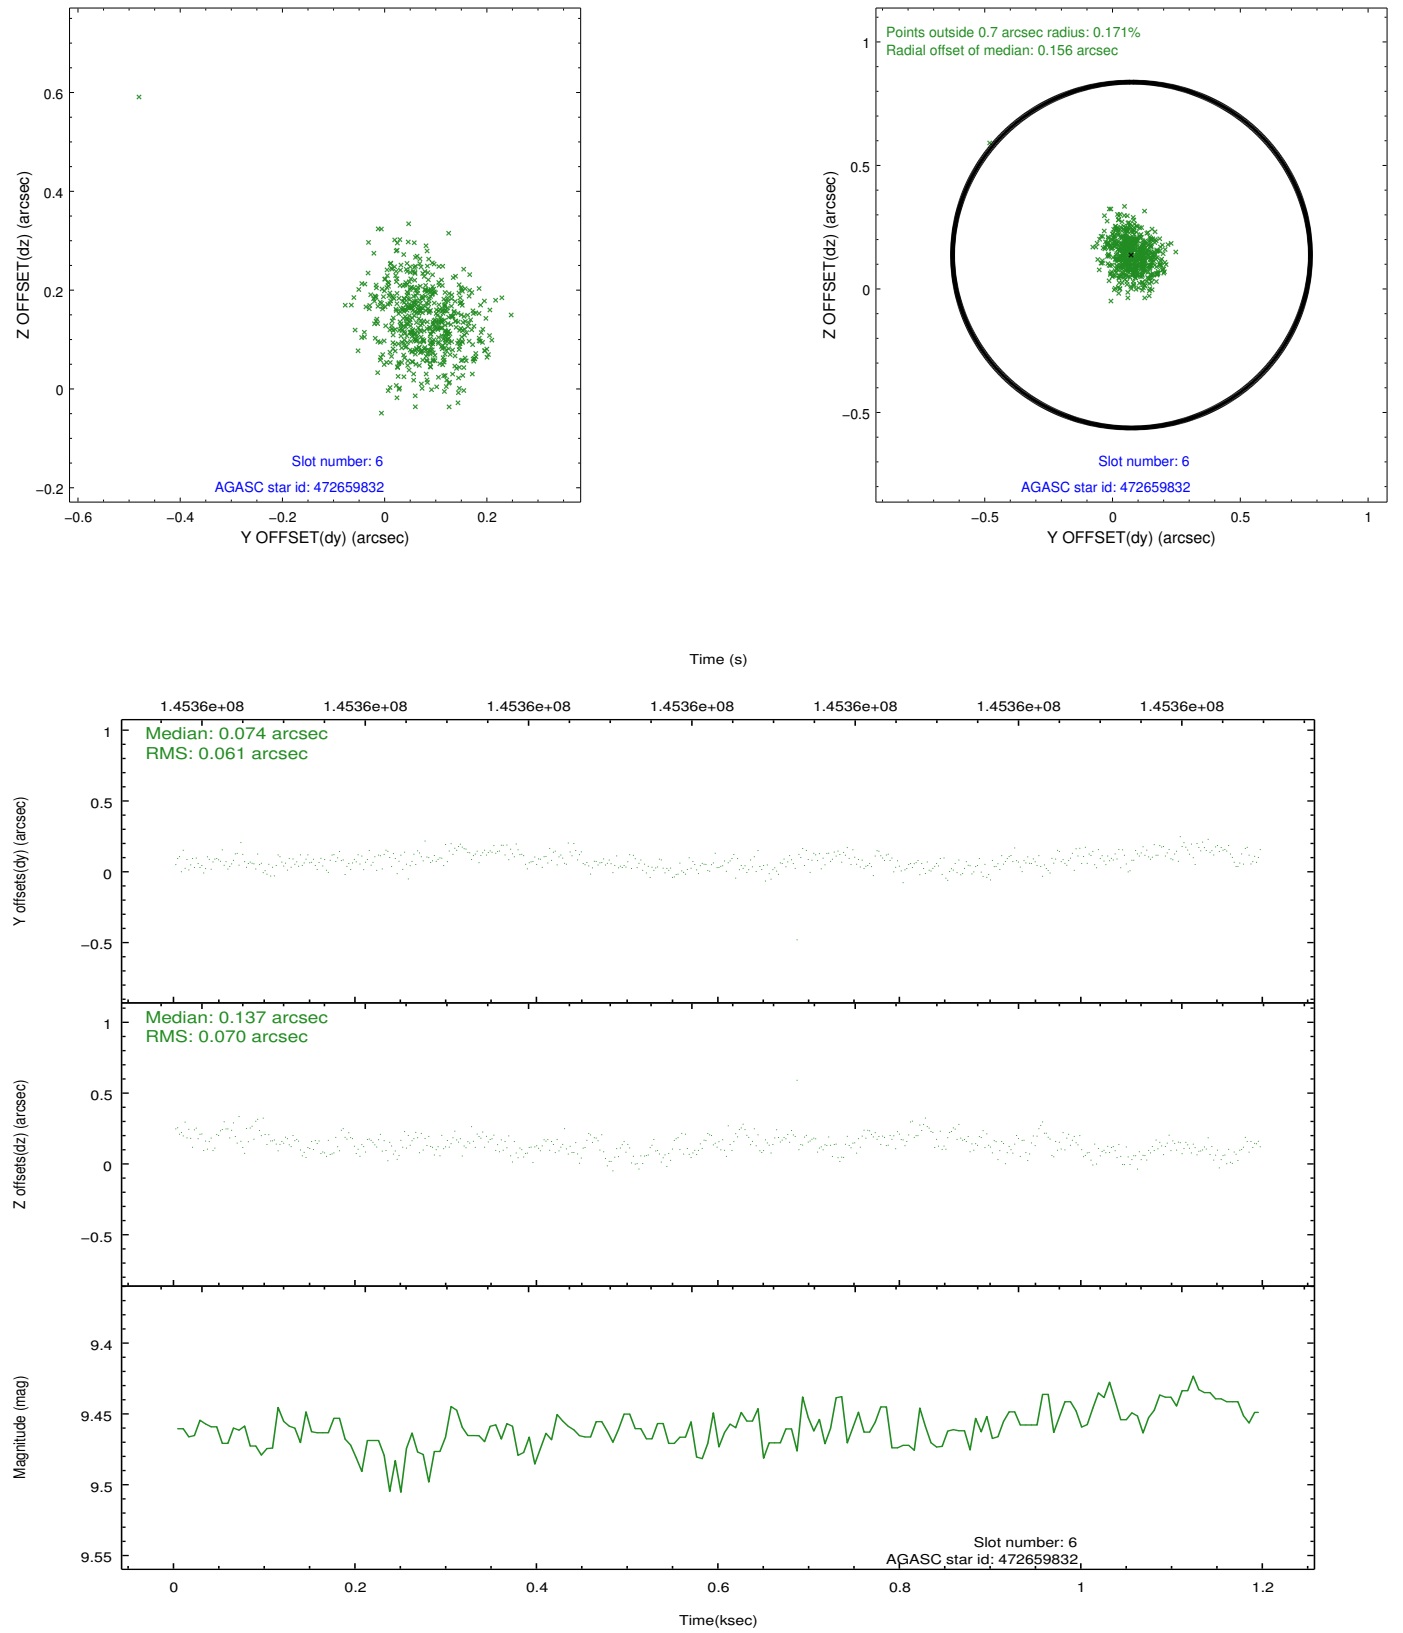 0.6
0.4
0.2
0
−0.2
Z OFFSET(dz) (arcsec)
Slot number: 6
AGASC star id: 472659832
−0.6 −0.4 −0.2 0 0.2
Y OFFSET(dy) (arcsec)
Points outside 0.7 arcsec radius: 0.171%
Radial offset of median: 0.156 arcsec
1
0.5
0
−0.5
Z OFFSET(dz) (arcsec)
Slot number: 6
AGASC star id: 472659832
−0.5 0 0.5 1
Y OFFSET(dy) (arcsec)
Time (s)
1.4536e+08 1.4536e+08 1.4536e+08 1.4536e+08 1.4536e+08 1.4536e+08 1.4536e+08
Median: 0.074 arcsec
RMS: 0.061 arcsec
1
0.5
0
−0.5
Y offsets(dy) (arcsec)
Median: 0.137 arcsec
RMS: 0.070 arcsec
1
0.5
0
−0.5
Z offsets(dz) (arcsec)
9.4
9.45
9.5
9.55
Magnitude (mag)
Slot number: 6
AGASC star id: 472659832
0 0.2 0.4 0.6 0.8 1 1.2
Time(ksec)